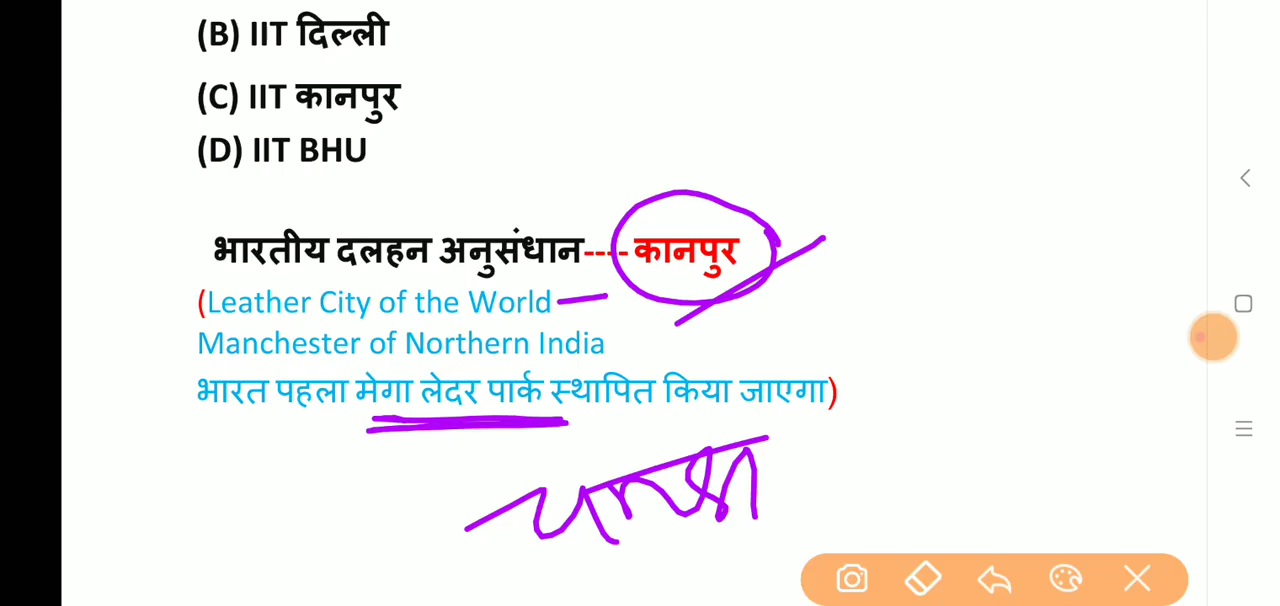 (B) IIT दिल्ली
(C) IIT कानपुर
(D) IIT BHU
भारतीय दलहन अनुसंधान----कानपुर
(Leather City of the World
Manchester of Northern India
भारत पहला मेगा लेदर पार्क स्थापित किया जाएगा)